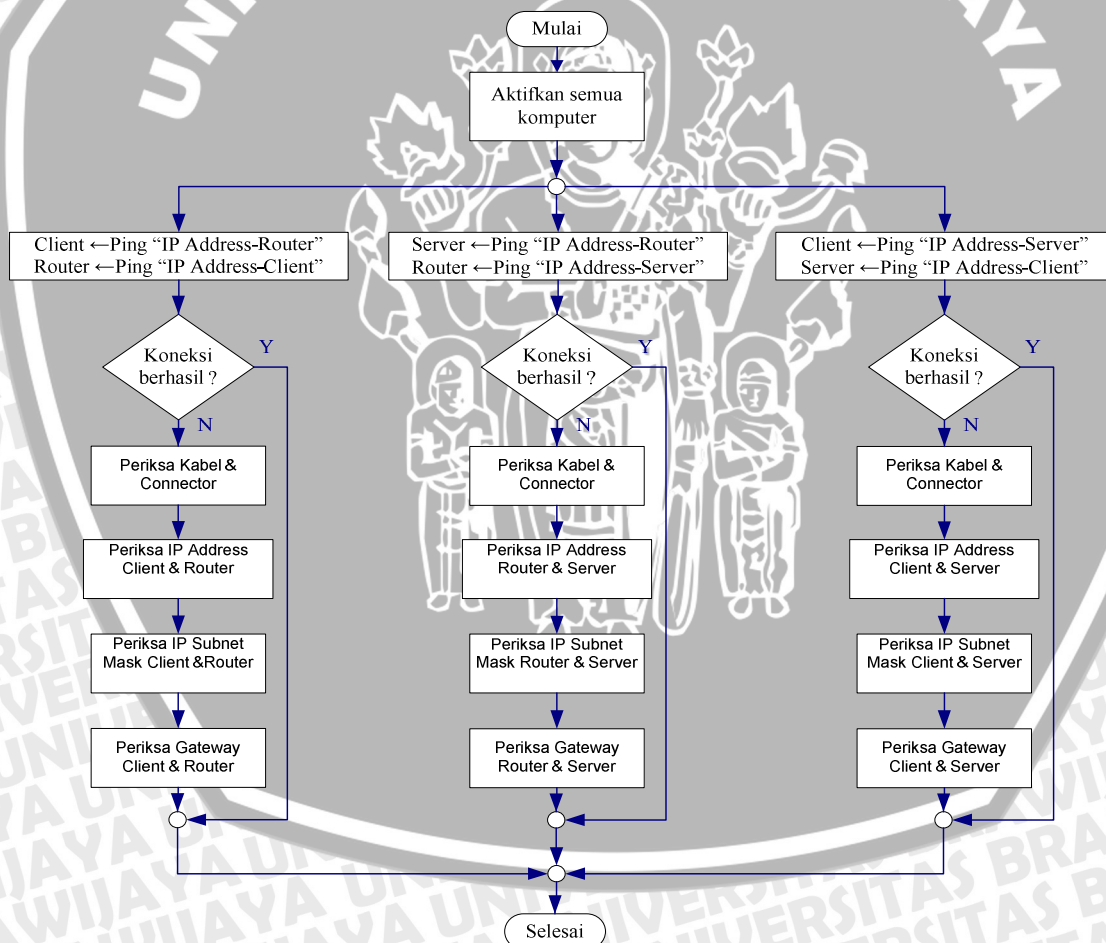 Mulai
Aktifkan semua
komputer
Client ←Ping “IP Address-Router”
Router ←Ping “IP Address-Client”
Server ←Ping “IP Address-Router”
Router ←Ping “IP Address-Server”
Client ←Ping “IP Address-Server”
Server ←Ping “IP Address-Client”
Koneksi
berhasil ?
Y
N
Koneksi
berhasil ?
Y
N
Koneksi
berhasil ?
Y
N
Periksa Kabel &
Connector
Periksa Kabel &
Connector
Periksa Kabel &
Connector
Periksa IP Address
Client & Router
Periksa IP Address
Router & Server
Periksa IP Address
Client & Server
Periksa IP Subnet
Mask Client &Router
Periksa IP Subnet
Mask Router & Server
Periksa IP Subnet
Mask Client & Server
Periksa Gateway
Client & Router
Periksa Gateway
Router & Server
Periksa Gateway
Client & Server
Selesai